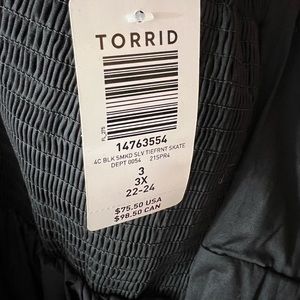 TORRID
14763554
4C BLK SMKD SLV TIEFRNT SKATE
DEPT 0054 21SPR4
3
3X
22-24
$75.50 USA
$98.50 CAN